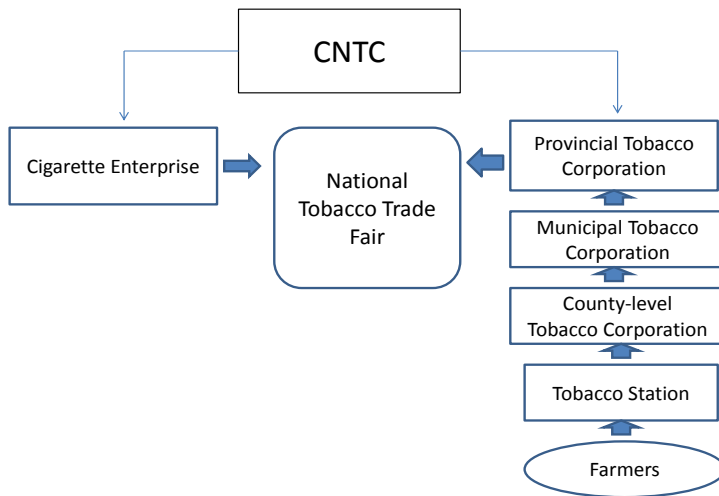 CNTC
Cigarette Enterprise
National
Tobacco Trade
Fair
Provincial Tobacco
Corporation
Municipal Tobacco
Corporation
County-level
Tobacco Corporation
Tobacco Station
Farmers